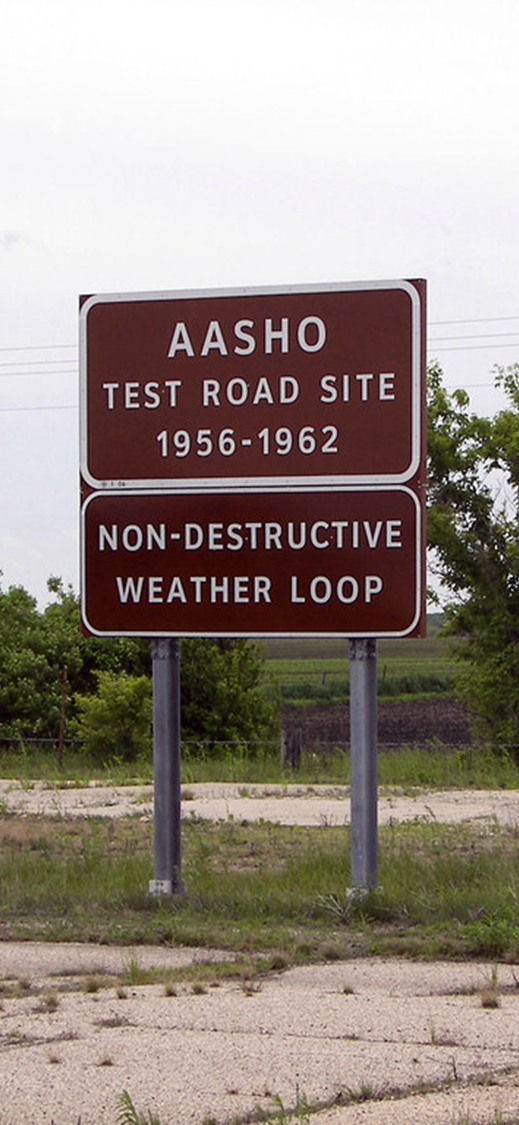 AASHO
TEST ROAD SITE
1956-1962
NON-DESTRUCTIVE
WEATHER LOOP